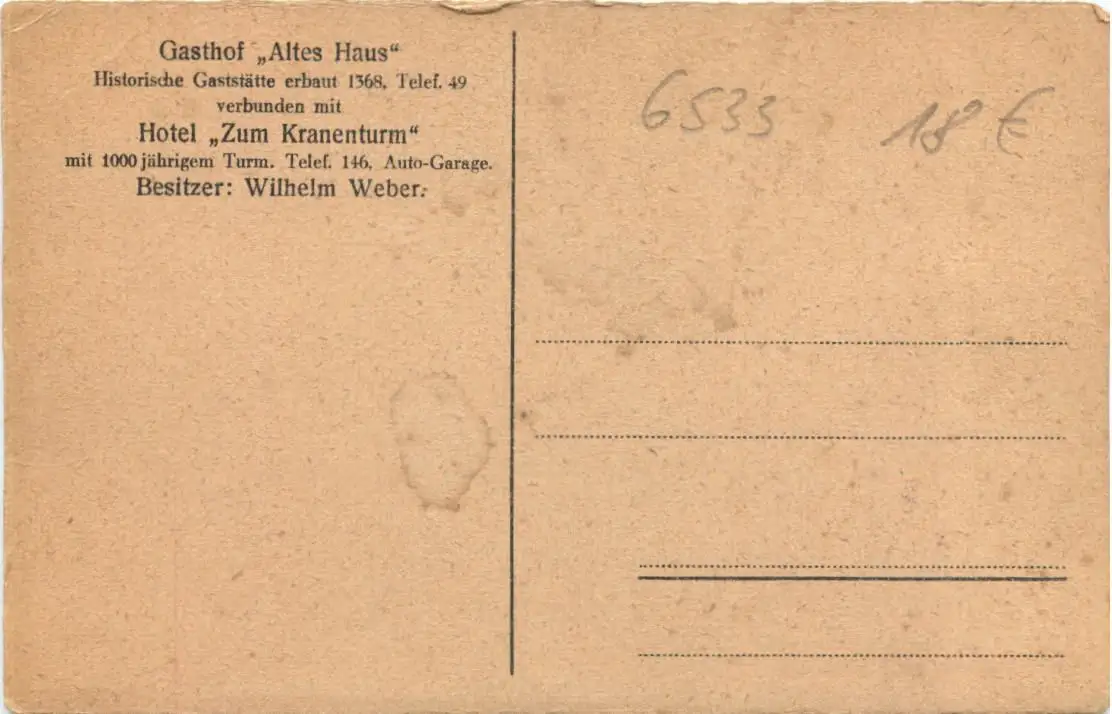 Gasthof „Altes Haus“
Historische Gaststätte erbaut 1368, Telef. 49
verbunden mit
Hotel „Zum Kranenturm“
mit 1000 jährigem Turm. Telef. 146, Auto-Garage.
Besitzer: Wilhelm Weber.
6533
18 €